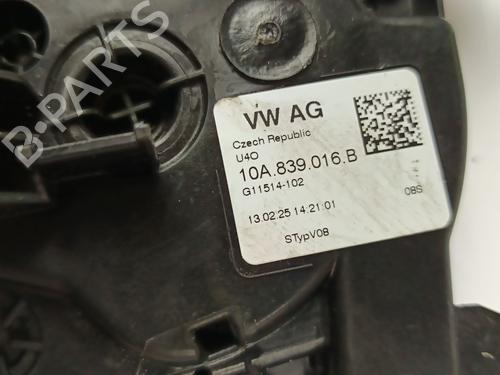 B-PARTS
VW AG
Czech Republic
U4O
10A.839.016.B
G11514-102
08S
13.02.25 14:21:01
STypV08